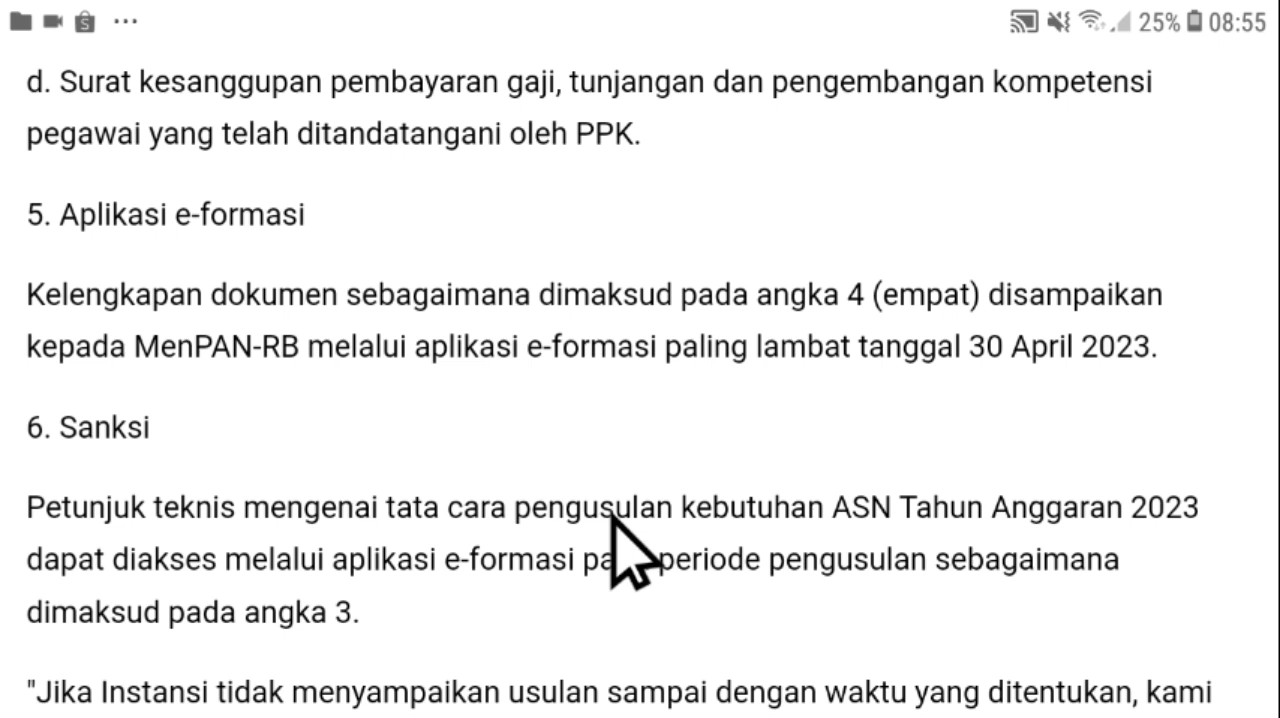 25% 08:55
d. Surat kesanggupan pembayaran gaji, tunjangan dan pengembangan kompetensi
pegawai yang telah ditandatangani oleh PPK.
5. Aplikasi e-formasi
Kelengkapan dokumen sebagaimana dimaksud pada angka 4 (empat) disampaikan
kepada MenPAN-RB melalui aplikasi e-formasi paling lambat tanggal 30 April 2023.
6. Sanksi
Petunjuk teknis mengenai tata cara pengusulan kebutuhan ASN Tahun Anggaran 2023
dapat diakses melalui aplikasi e-formasi periode pengusulan sebagaimana
dimaksud pada angka 3.
"Jika Instansi tidak menyampaikan usulan sampai dengan waktu yang ditentukan, kami